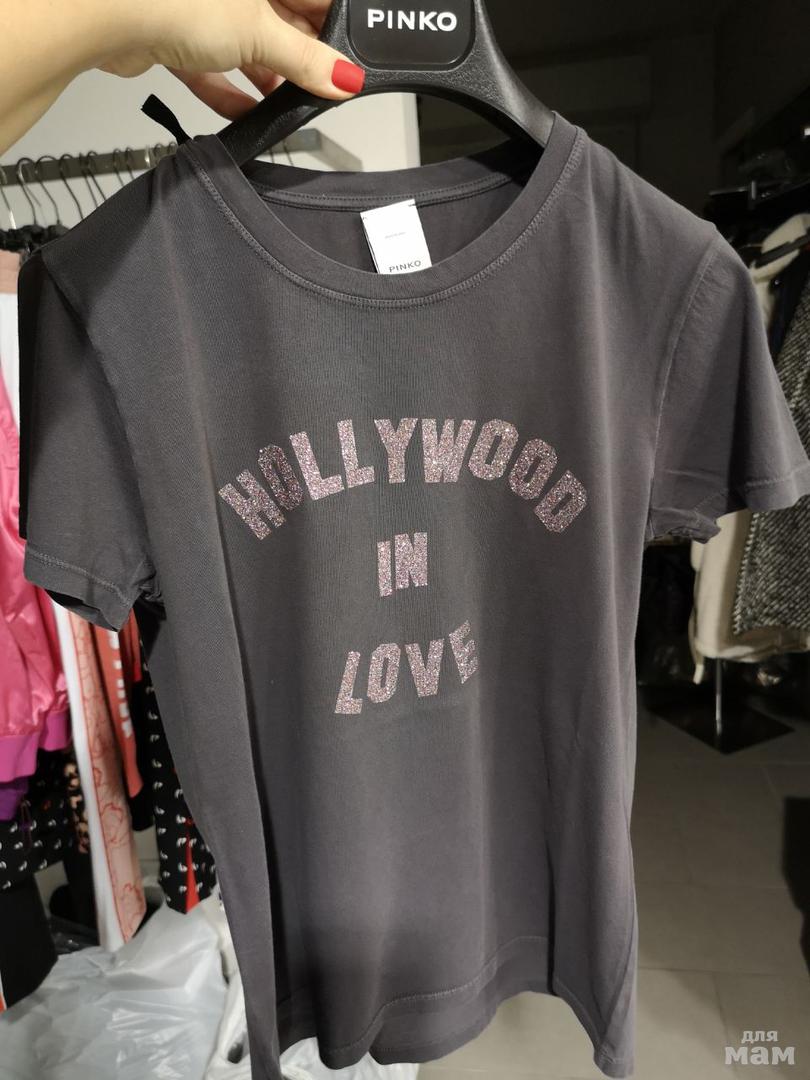 PINKO
PINKO
HOLLYWOOD
IN
LOVE
для
мам